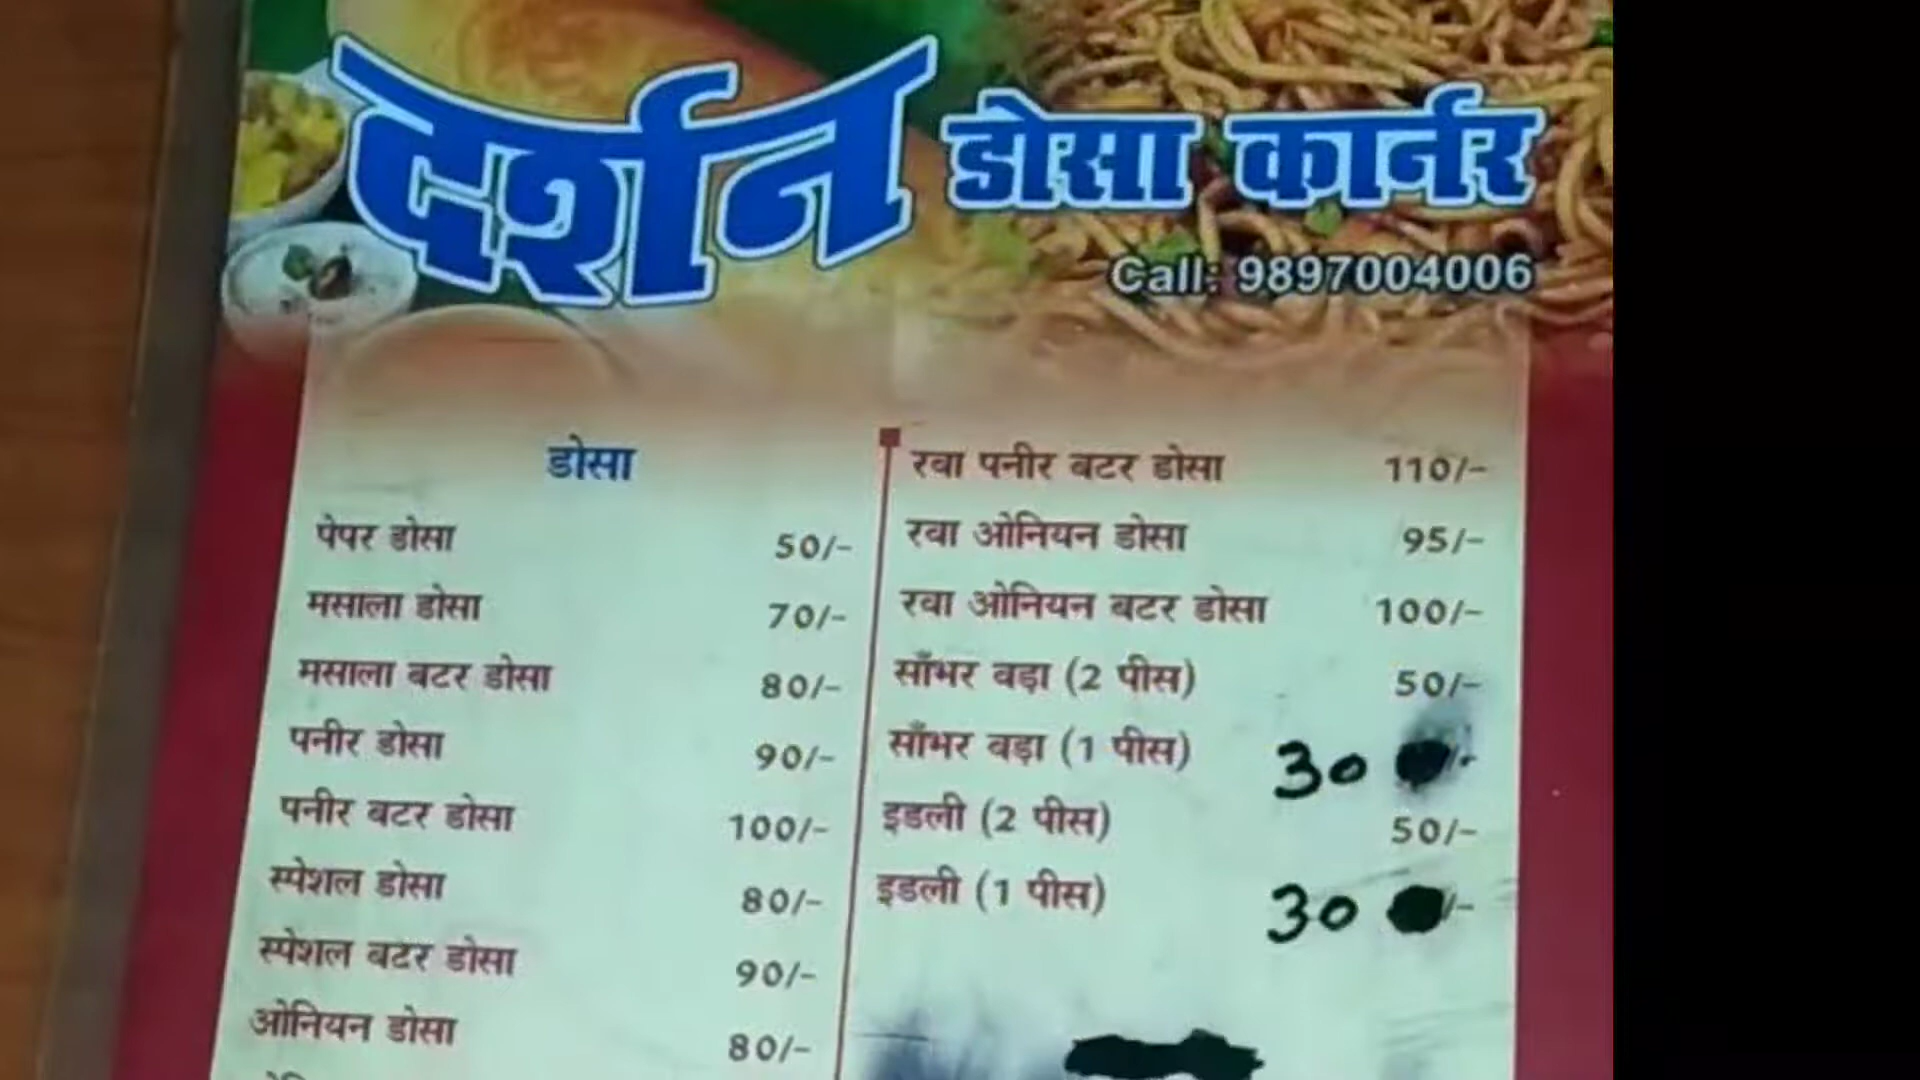 दर्शन डोसा कार्नर
Call: 9897004006
डोसा
पेपर डोसा 50/-
मसाला डोसा 70/-
मसाला बटर डोसा 80/-
पनीर डोसा 90/-
पनीर बटर डोसा 100/-
स्पेशल डोसा 80/-
स्पेशल बटर डोसा 90/-
ओनियन डोसा 80/-
रवा पनीर बटर डोसा 110/-
रवा ओनियन डोसा 95/-
रवा ओनियन बटर डोसा 100/-
साँभर बड़ा (2 पीस) 50/-
साँभर बड़ा (1 पीस) 30
इडली (2 पीस) 50/-
इडली (1 पीस) 30